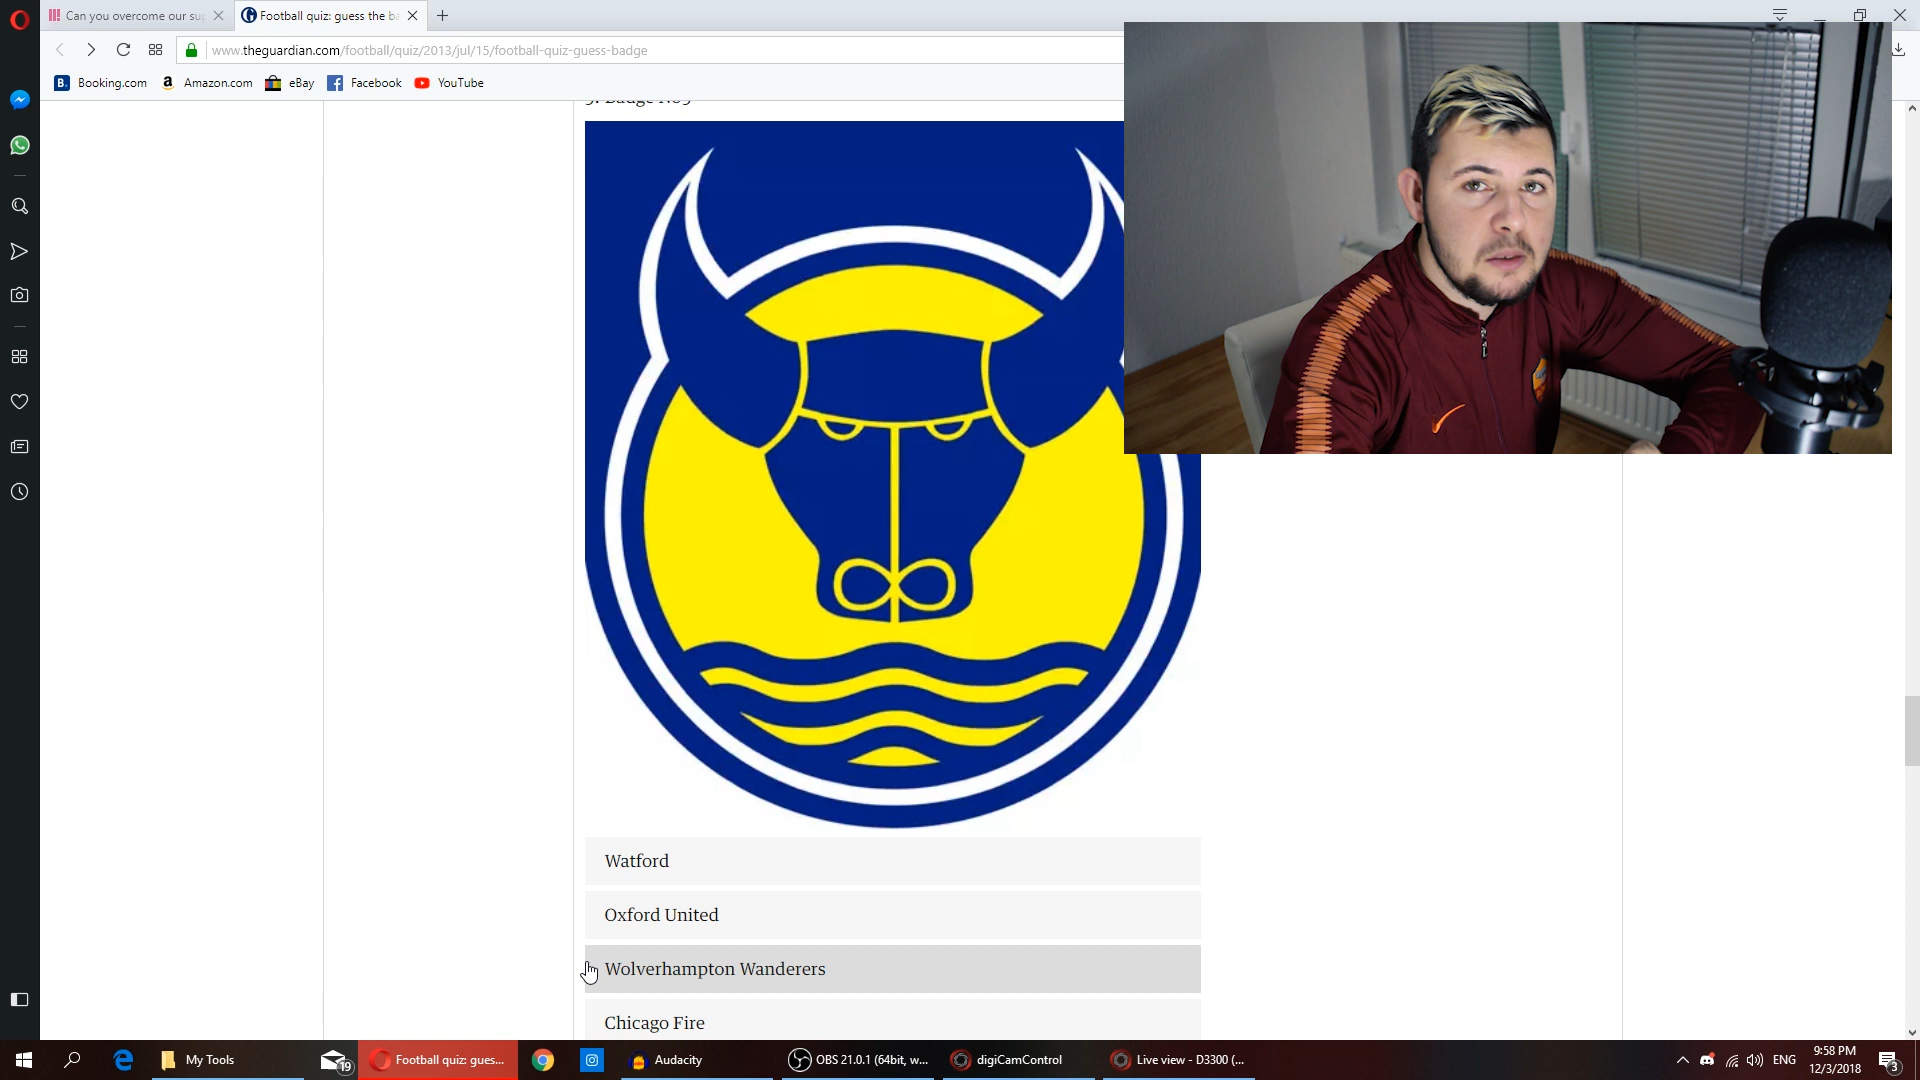 Can you overcome our su
Football quiz: guess the ba
www.theguardian.com/football/quiz/2013/jul/15/football-quiz-guess-badge
B. Booking.com
a Amazon.com
eBay
Facebook
YouTube
Watford
Oxford United
Wolverhampton Wanderers
Chicago Fire
My Tools
19
Football quiz: gues...
Audacity
OBS 21.0.1 (64bit, w...
digiCamControl
Live view - D3300 (...
ENG
9:58 PM
12/3/2018
3